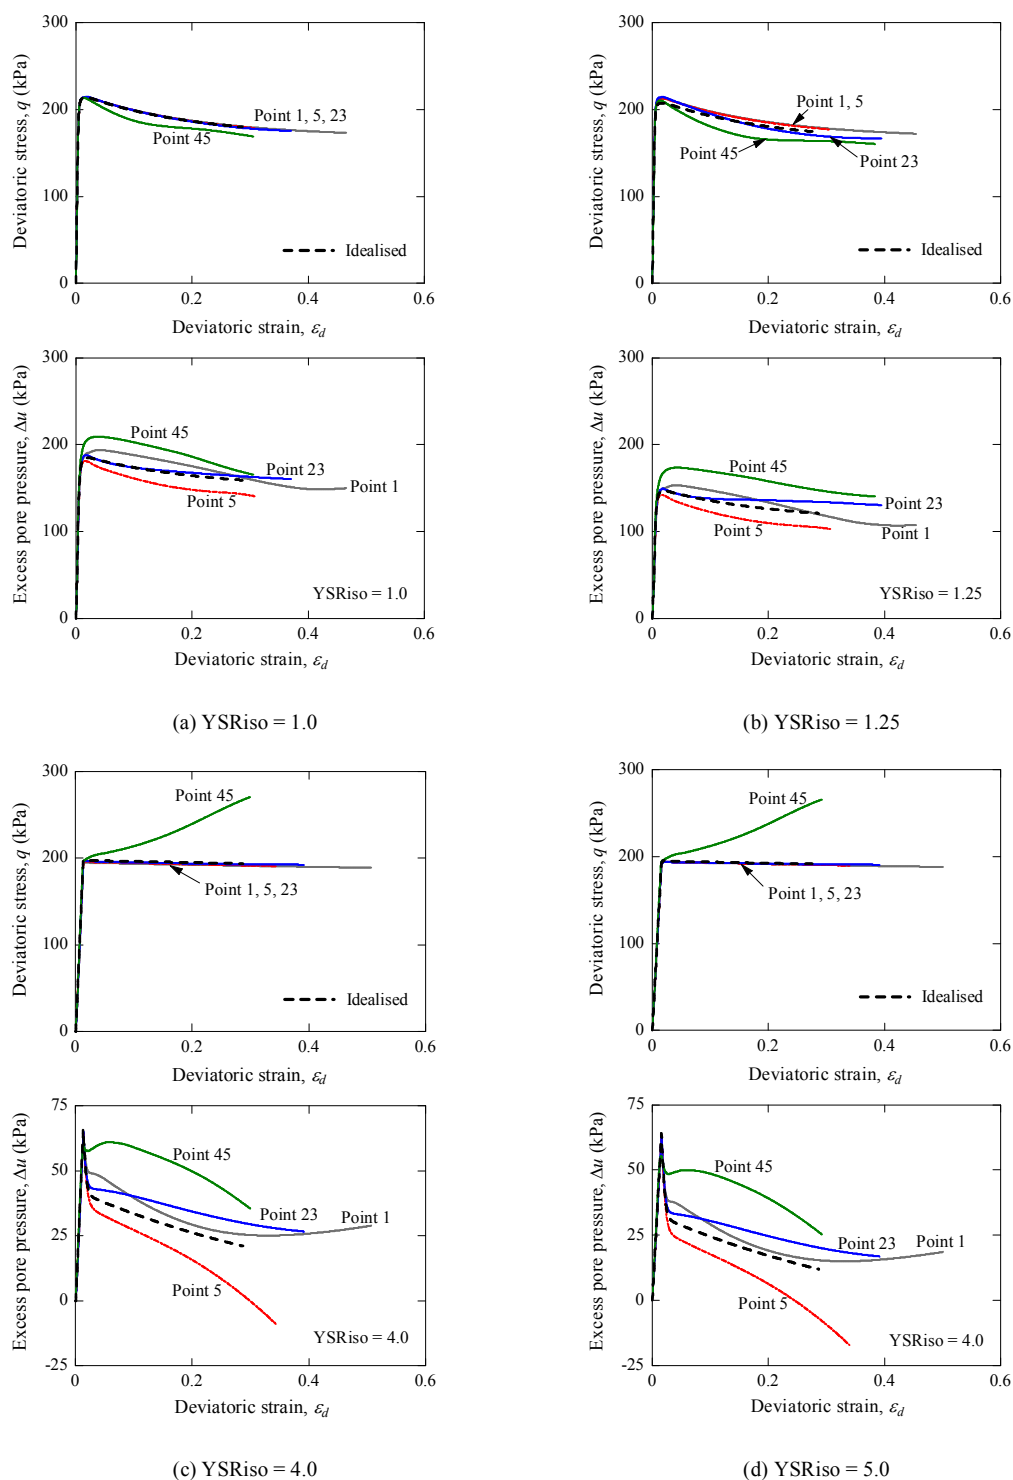 300
200
100
0
Deviatoric stress, q (kPa)
Point 1, 5, 23
Point 45
Idealised
0 0.2 0.4 0.6
Deviatoric strain, εd
300
200
100
0
Deviatoric stress, q (kPa)
Point 1, 5
Point 45
Point 23
Idealised
0 0.2 0.4 0.6
Deviatoric strain, εd
300
200
100
0
Excess pore pressure, Δu (kPa)
Point 45
Point 23
Point 1
Point 5
YSRiso = 1.0
0 0.2 0.4 0.6
Deviatoric strain, εd
300
200
100
0
Excess pore pressure, Δu (kPa)
Point 45
Point 23
Point 5
Point 1
YSRiso = 1.25
0 0.2 0.4 0.6
Deviatoric strain, εd
(a) YSRiso = 1.0
(b) YSRiso = 1.25
300
200
100
0
Deviatoric stress, q (kPa)
Point 45
Point 1, 5, 23
Idealised
0 0.2 0.4 0.6
Deviatoric strain, εd
300
200
100
0
Deviatoric stress, q (kPa)
Point 45
Point 1, 5, 23
Idealised
0 0.2 0.4 0.6
Deviatoric strain, εd
75
50
25
0
-25
Excess pore pressure, Δu (kPa)
Point 45
Point 23
Point 1
Point 5
YSRiso = 4.0
0 0.2 0.4 0.6
Deviatoric strain, εd
75
50
25
0
-25
Excess pore pressure, Δu (kPa)
Point 45
Point 23
Point 1
Point 5
YSRiso = 4.0
0 0.2 0.4 0.6
Deviatoric strain, εd
(c) YSRiso = 4.0
(d) YSRiso = 5.0